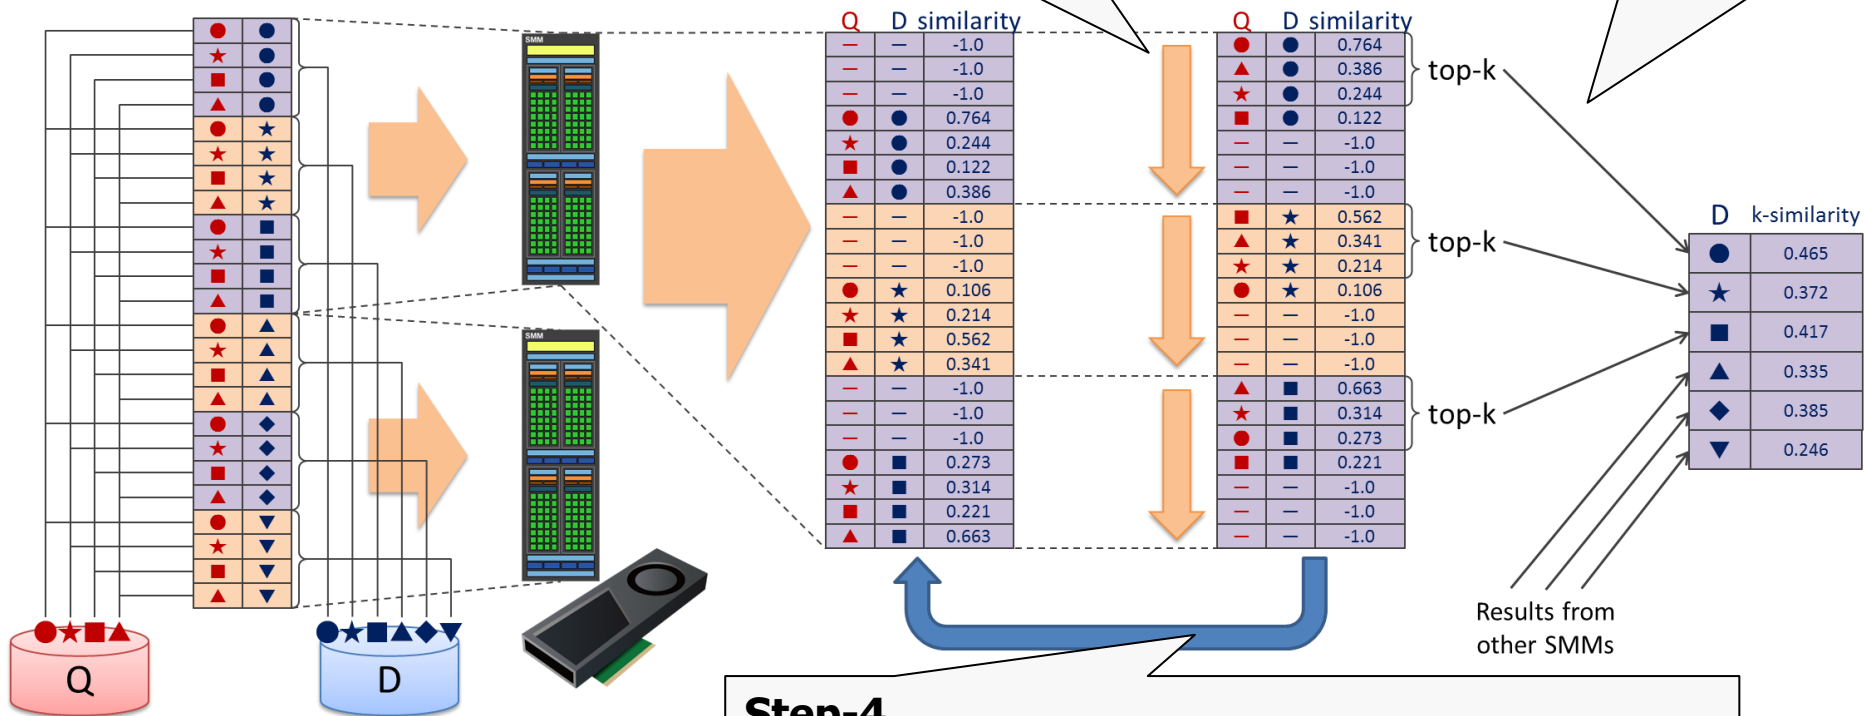 Q D similarity
— — -1.0
— — -1.0
— — -1.0
0.764
0.244
0.122
0.386
— — -1.0
— — -1.0
— — -1.0
0.106
0.214
0.562
0.341
— — -1.0
— — -1.0
— — -1.0
0.273
0.314
0.221
0.663
Q D similarity
0.764
0.386
0.244
0.122
— — -1.0
— — -1.0
— — -1.0
0.562
0.341
0.214
0.106
— — -1.0
— — -1.0
— — -1.0
0.663
0.314
0.273
0.221
— — -1.0
— — -1.0
— — -1.0
top-k
top-k
top-k
D k-similarity
0.465
0.372
0.417
0.335
0.385
0.246
SMM
SMM
Q
D
Results from
other SMMs
Step-4